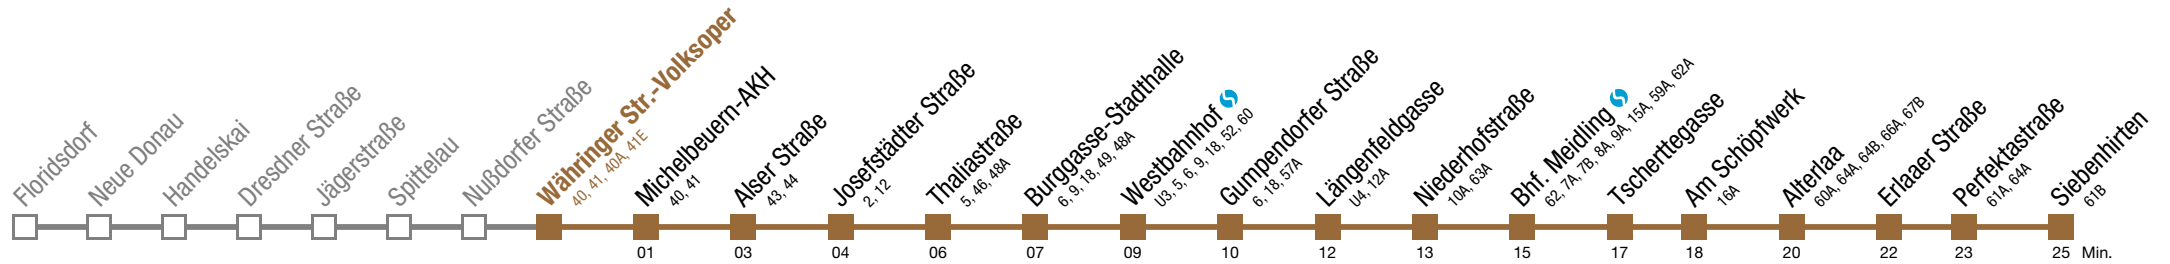 Floridsdorf
Neue Donau
Handelskai
Dresdner Straße
Jägerstraße
Spittelau
Nußdorfer Straße
Währinger Str.-Volksoper
40, 41, 40A, 41E
Michelbeuern-AKH
40, 41
01
Alser Straße
43, 44
03
Josefstädter Straße
2, 12
04
Thaliastraße
5, 46, 48A
06
Burggasse-Stadthalle
6, 9, 18, 49, 48A
07
Westbahnhof
U3, 5, 6, 9, 18, 52, 60
09
Gumpendorfer Straße
6, 18, 57A
10
Längenfeldgasse
U4, 12A
12
Niederhofstraße
10A, 63A
13
Bhf. Meidling
62, 7A, 7B, 8A, 9A, 15A, 59A, 62A
15
Tscherttegasse
17
Am Schöpfwerk
16A
18
Alterlaa
60A, 64A, 64B, 66A, 67B
20
Erlaaer Straße
22
Perfektastraße
61A, 64A
23
Siebenhirten
61B
25 Min.